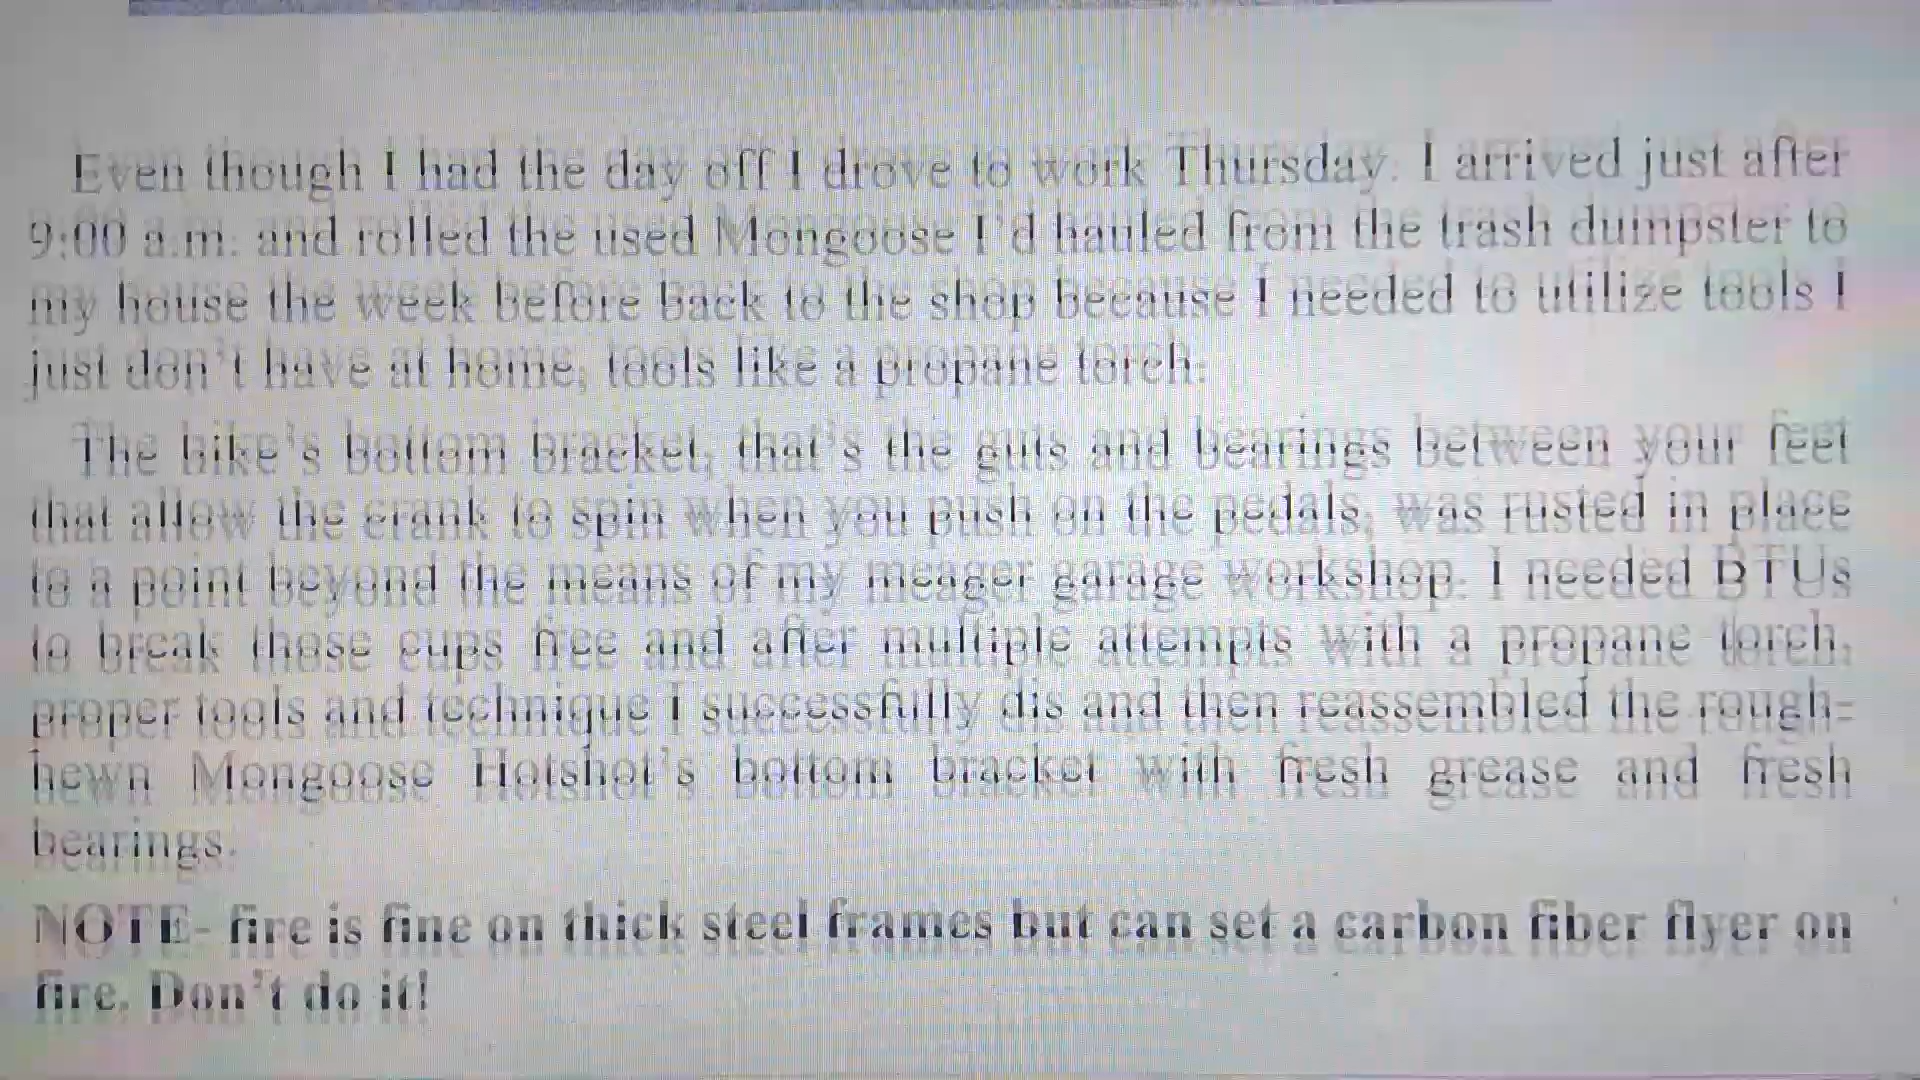 Even though I had the day off I drove to work Thursday. I arrived just after
9:00 a.m. and rolled the used Mongoose I'd hauled from the trash dumpster to
my house the week before back to the shop because I needed to utilize tools I
just don't have at home, tools like a propane torch.
The bike's bottom bracket, that's the guts and bearings between your feet
that allow the crank to spin when you push on the pedals, was rusted in place
to a point beyond the means of my meager garage workshop. I needed BTUs
to break those cups free and after multiple attempts with a propane torch,
proper tools and technique I successfully dis and then reassembled the rough-
hewn Mongoose Hotshot's bottom bracket with fresh grease and fresh
bearings.
NOTE- fire is fine on thick steel frames but can set a carbon fiber flyer on
fire. Don't do it!